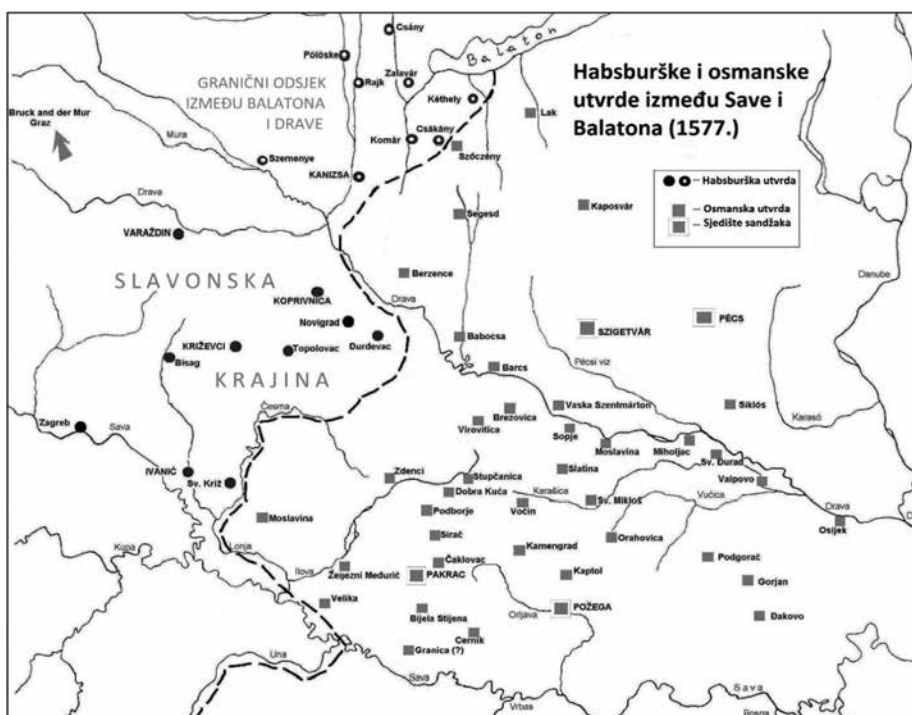 Habsburške i osmanske
utvrde između Save i
Balatona (1577.)
– Habsburška utvrda
– Osmanska utvrda
– Sjedište sandžaka
Csány
Balaton
Pölöske
Rajk
Zalavár
GRANIČNI ODSJEK
IZMEĐU BALATONA
I DRAVE
Kéthely
Lak
Bruck and der Mur
Graz
Mura
Komár
Csákány
Szőczény
Szemenye
KANIZSA
Drava
Segesd
Kaposvár
VARAŽDIN
Berzence
Danube
SLAVONSKA
KOPRIVNICA
Drava
Novigrad
SZIGETVÁR
PÉCS
KRIŽEVCI
Topolovac
Đurđevac
Babocsa
Bisag
Pécsi víz
KRAJINA
Barcs
Česma
Brezovica
Vaska Szentmárton
Siklós
Karasó
Zagreb
Sava
Virovitica
Sopje
Moslavina
Miholjac
Sv. Đurađ
IVANIĆ
Sv. Križ
Zdenci
Stupčanica
Slatina
Valpovo
Dobra Kuća
Karašica
Sv. Mikloš
Vučica
Moslavina
Podborje
Voćin
Drava
Osijek
Kupa
Lonja
Sirač
Kamengrad
Orahovica
Ilova
Željezni Medurić
Čaklovac
PAKRAC
Kaptol
Podgorač
Gorjan
Velika
Bijela Stijena
Orljava
POŽEGA
Đakovo
Cernik
Una
Granica (?)
Sava
Sava
Vrbas
Bosna